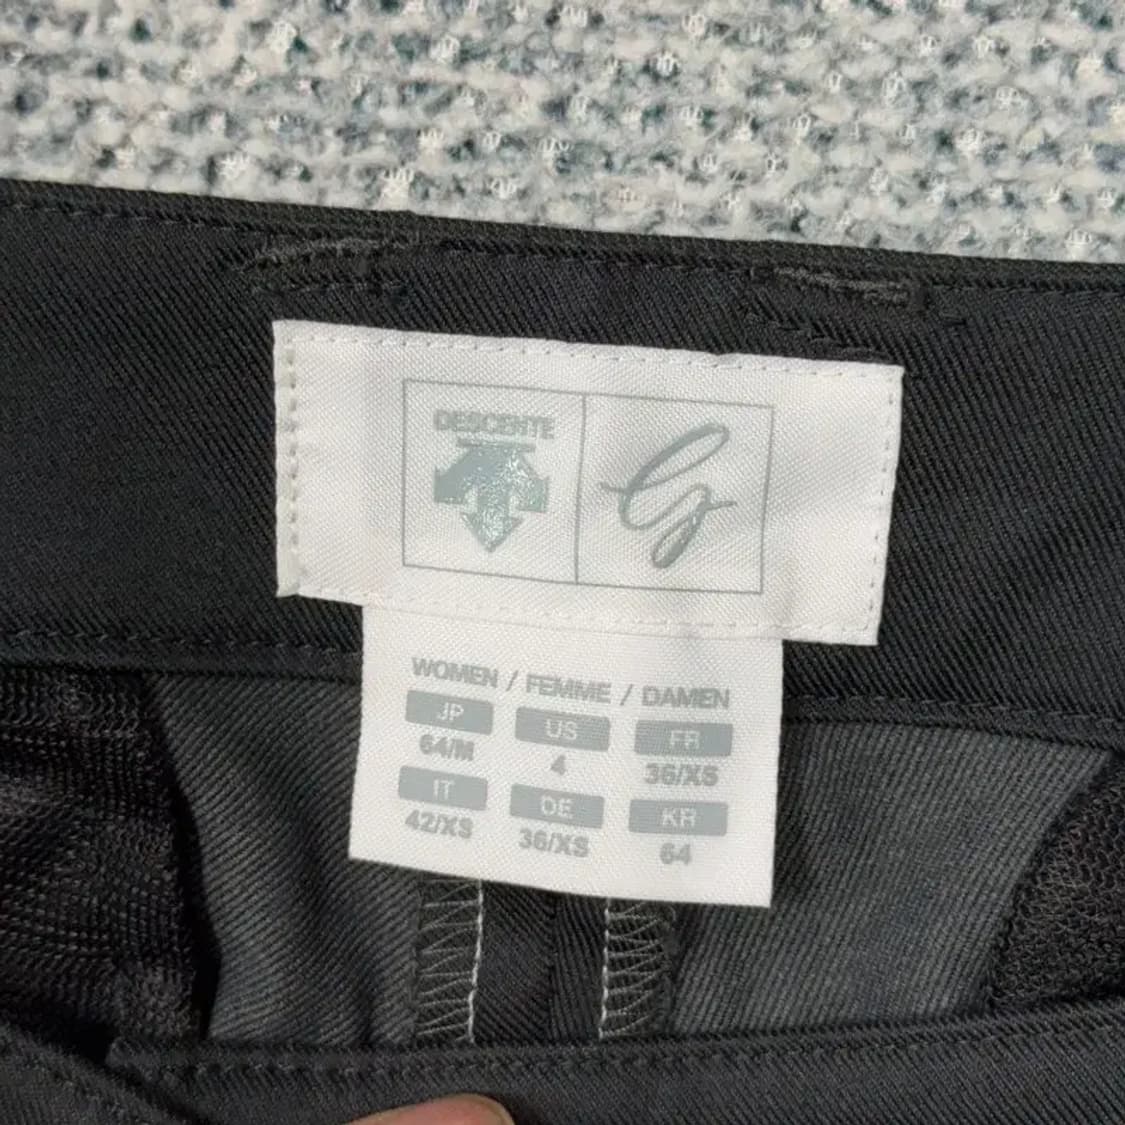 DESCENTE
WOMEN / FEMME / DAMEN
JP US FR
64/M 4 36/XS
IT DE KR
42/XS 36/XS 64